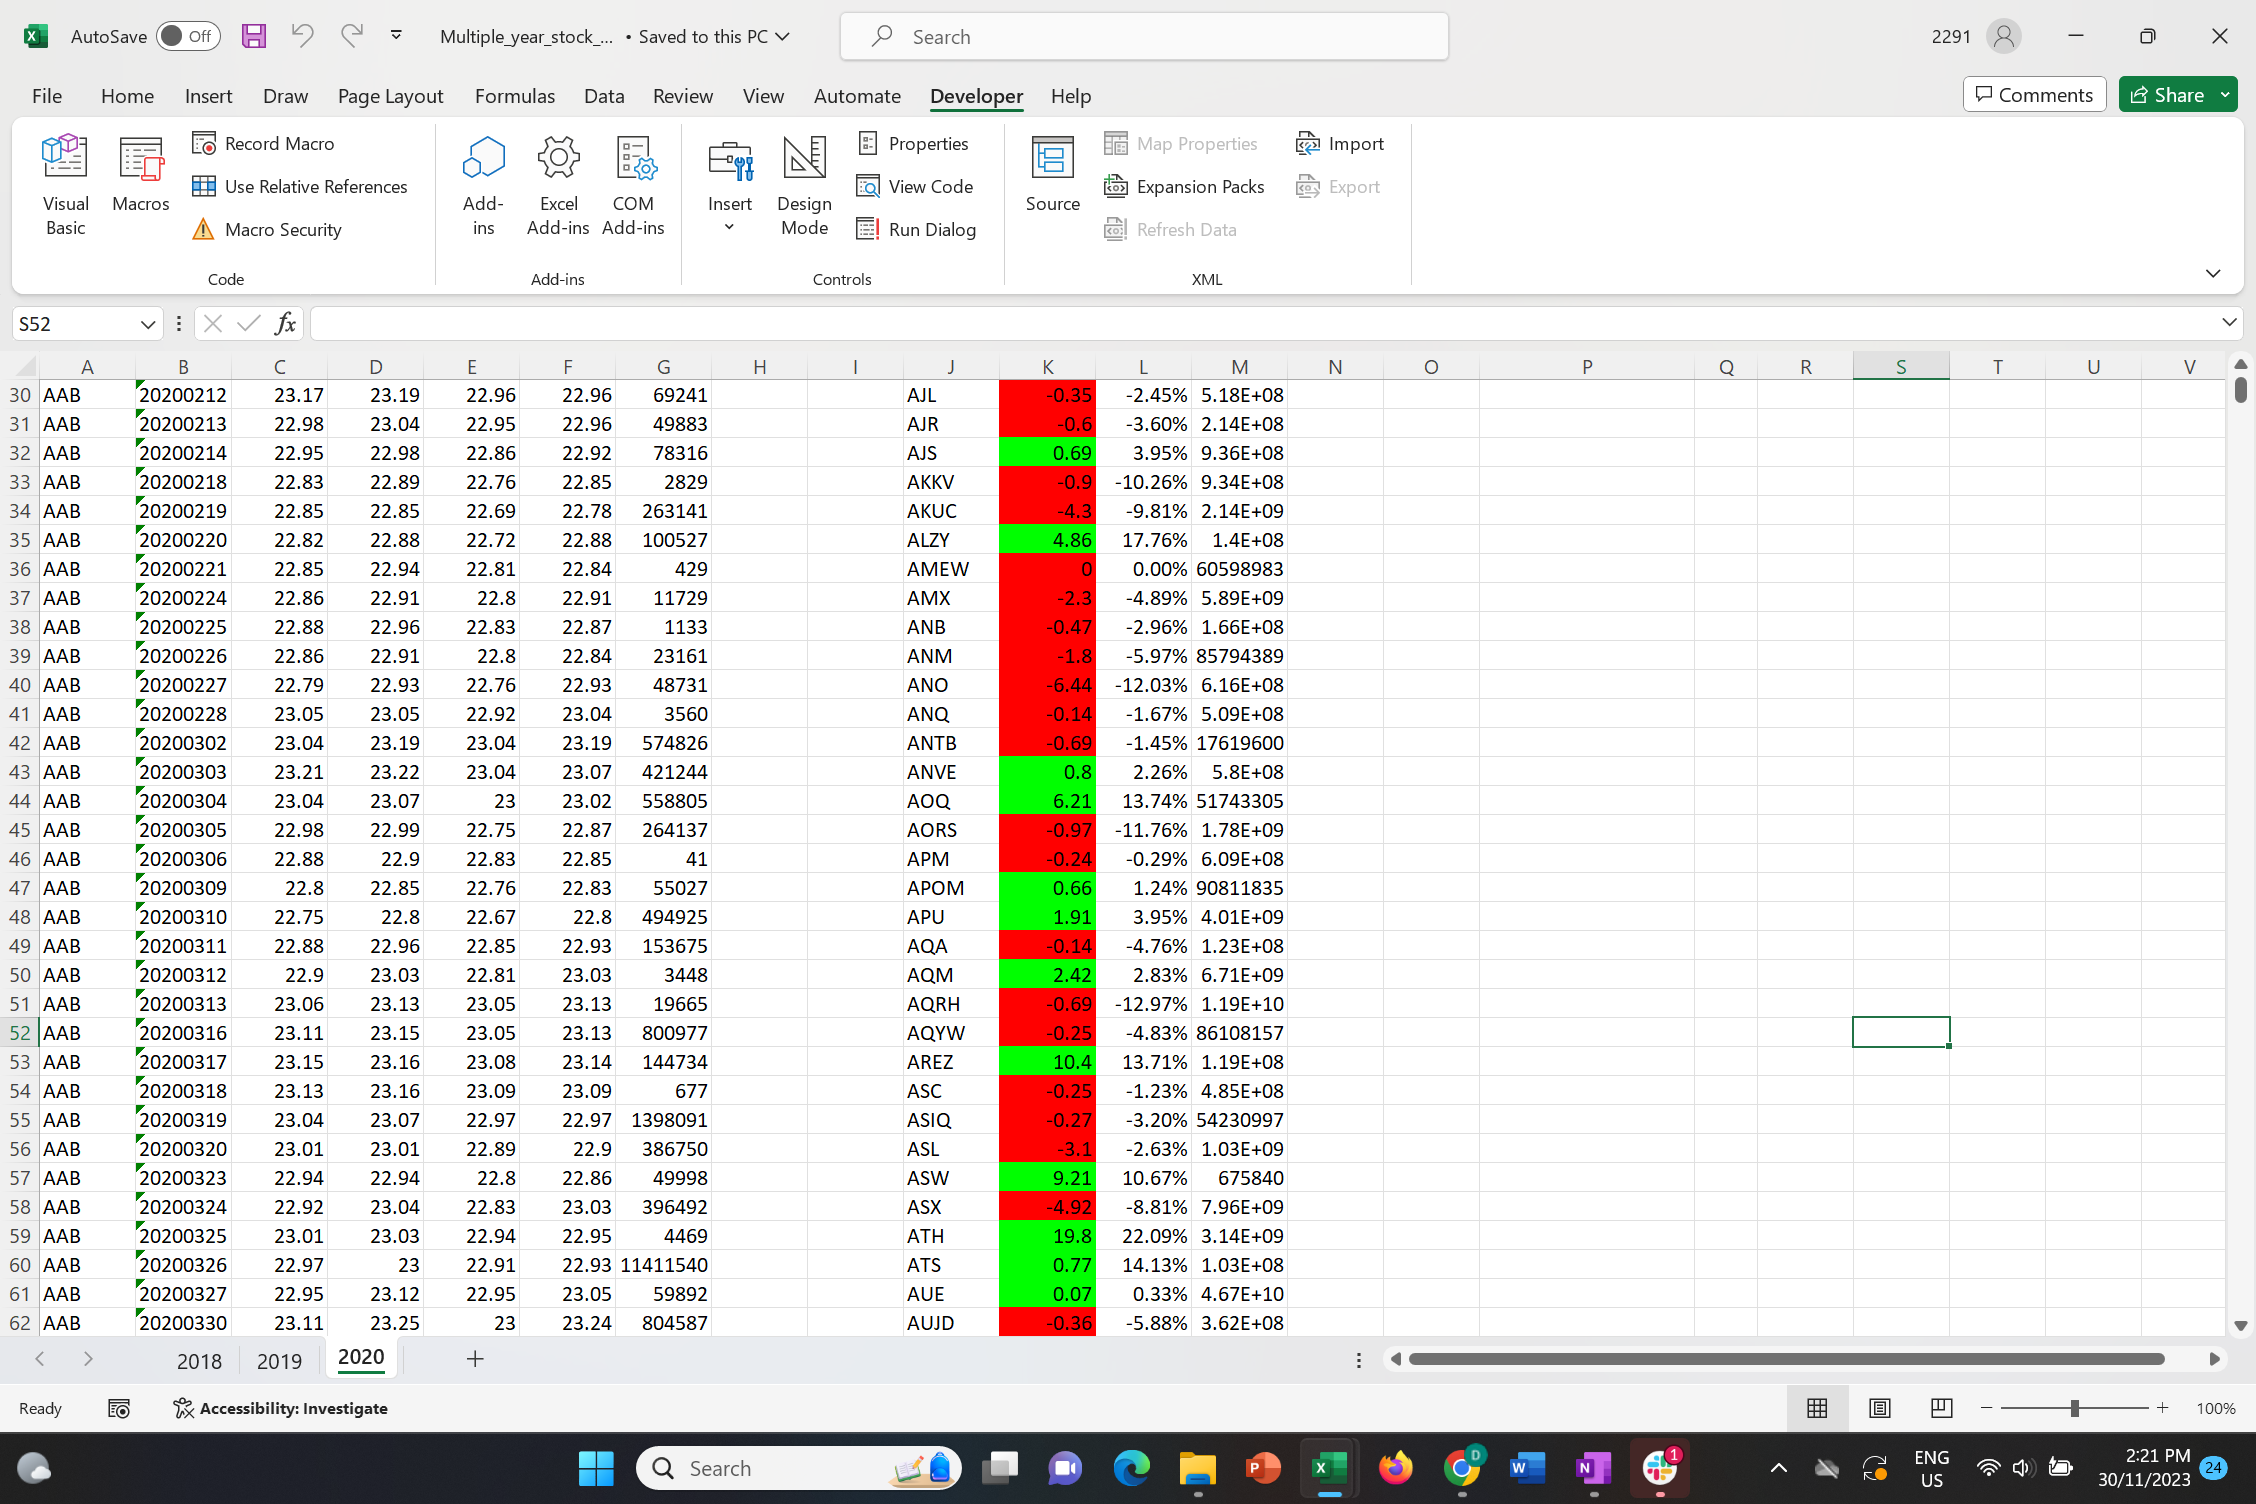 AutoSave Off Multiple_year_stock_... • Saved to this PC Search 2291
File Home Insert Draw Page Layout Formulas Data Review View Automate Developer Help Comments Share
Visual Basic Macros Record Macro Use Relative References Macro Security
Add-ins Excel Add-ins COM Add-ins
Insert Design Mode Properties View Code Run Dialog
Source Map Properties Expansion Packs Refresh Data Import Export
Code Add-ins Controls XML
S52 fx
A B C D E F G H I J K L M N O P Q R S T U V
30 AAB 20200212 23.17 23.19 22.96 22.96 69241 AJL -0.35 -2.45% 5.18E+08
31 AAB 20200213 22.98 23.04 22.95 22.96 49883 AJR -0.6 -3.60% 2.14E+08
32 AAB 20200214 22.95 22.98 22.86 22.92 78316 AJS 0.69 3.95% 9.36E+08
33 AAB 20200218 22.83 22.89 22.76 22.85 2829 AKKV -0.9 -10.26% 9.34E+08
34 AAB 20200219 22.85 22.85 22.69 22.78 263141 AKUC -4.3 -9.81% 2.14E+09
35 AAB 20200220 22.82 22.88 22.72 22.88 100527 ALZY 4.86 17.76% 1.4E+08
36 AAB 20200221 22.85 22.94 22.81 22.84 429 AMEW 0 0.00% 60598983
37 AAB 20200224 22.86 22.91 22.8 22.91 11729 AMX -2.3 -4.89% 5.89E+09
38 AAB 20200225 22.88 22.96 22.83 22.87 1133 ANB -0.47 -2.96% 1.66E+08
39 AAB 20200226 22.86 22.91 22.8 22.84 23161 ANM -1.8 -5.97% 85794389
40 AAB 20200227 22.79 22.93 22.76 22.93 48731 ANO -6.44 -12.03% 6.16E+08
41 AAB 20200228 23.05 23.05 22.92 23.04 3560 ANQ -0.14 -1.67% 5.09E+08
42 AAB 20200302 23.04 23.19 23.04 23.19 574826 ANTB -0.69 -1.45% 17619600
43 AAB 20200303 23.21 23.22 23.04 23.07 421244 ANVE 0.8 2.26% 5.8E+08
44 AAB 20200304 23.04 23.07 23 23.02 558805 AOQ 6.21 13.74% 51743305
45 AAB 20200305 22.98 22.99 22.75 22.87 264137 AORS -0.97 -11.76% 1.78E+09
46 AAB 20200306 22.88 22.9 22.83 22.85 41 APM -0.24 -0.29% 6.09E+08
47 AAB 20200309 22.8 22.85 22.76 22.83 55027 APOM 0.66 1.24% 90811835
48 AAB 20200310 22.75 22.8 22.67 22.8 494925 APU 1.91 3.95% 4.01E+09
49 AAB 20200311 22.88 22.96 22.85 22.93 153675 AQA -0.14 -4.76% 1.23E+08
50 AAB 20200312 22.9 23.03 22.81 23.03 3448 AQM 2.42 2.83% 6.71E+09
51 AAB 20200313 23.06 23.13 23.05 23.13 19665 AQRH -0.69 -12.97% 1.19E+10
52 AAB 20200316 23.11 23.15 23.05 23.13 800977 AQYW -0.25 -4.83% 86108157
53 AAB 20200317 23.15 23.16 23.08 23.14 144734 AREZ 10.4 13.71% 1.19E+08
54 AAB 20200318 23.13 23.16 23.09 23.09 677 ASC -0.25 -1.23% 4.85E+08
55 AAB 20200319 23.04 23.07 22.97 22.97 1398091 ASIQ -0.27 -3.20% 54230997
56 AAB 20200320 23.01 23.01 22.89 22.9 386750 ASL -3.1 -2.63% 1.03E+09
57 AAB 20200323 22.94 22.94 22.8 22.86 49998 ASW 9.21 10.67% 675840
58 AAB 20200324 22.92 23.04 22.83 23.03 396492 ASX -4.92 -8.81% 7.96E+09
59 AAB 20200325 23.01 23.03 22.94 22.95 4469 ATH 19.8 22.09% 3.14E+09
60 AAB 20200326 22.97 23 22.91 22.93 11411540 ATS 0.77 14.13% 1.03E+08
61 AAB 20200327 22.95 23.12 22.95 23.05 59892 AUE 0.07 0.33% 4.67E+10
62 AAB 20200330 23.11 23.25 23 23.24 804587 AUJD -0.36 -5.88% 3.62E+08
2018 2019 2020
Ready Accessibility: Investigate 100%
Search ENG US 2:21 PM 30/11/2023 24